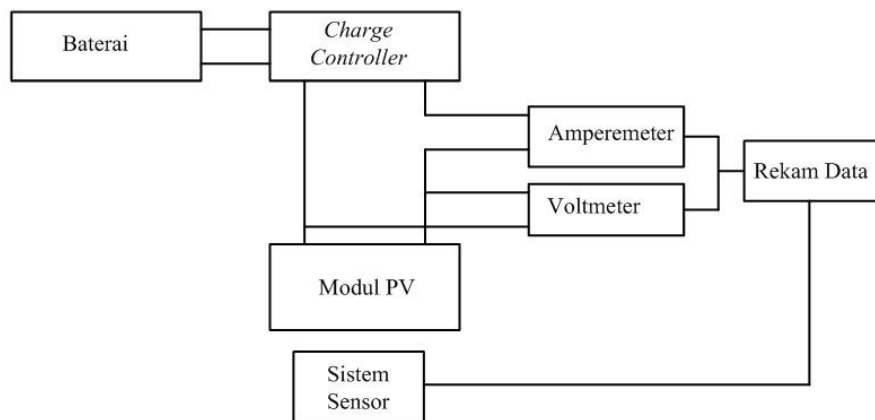 Baterai
Charge
Controller
Amperemeter
Rekam Data
Voltmeter
Modul PV
Sistem
Sensor